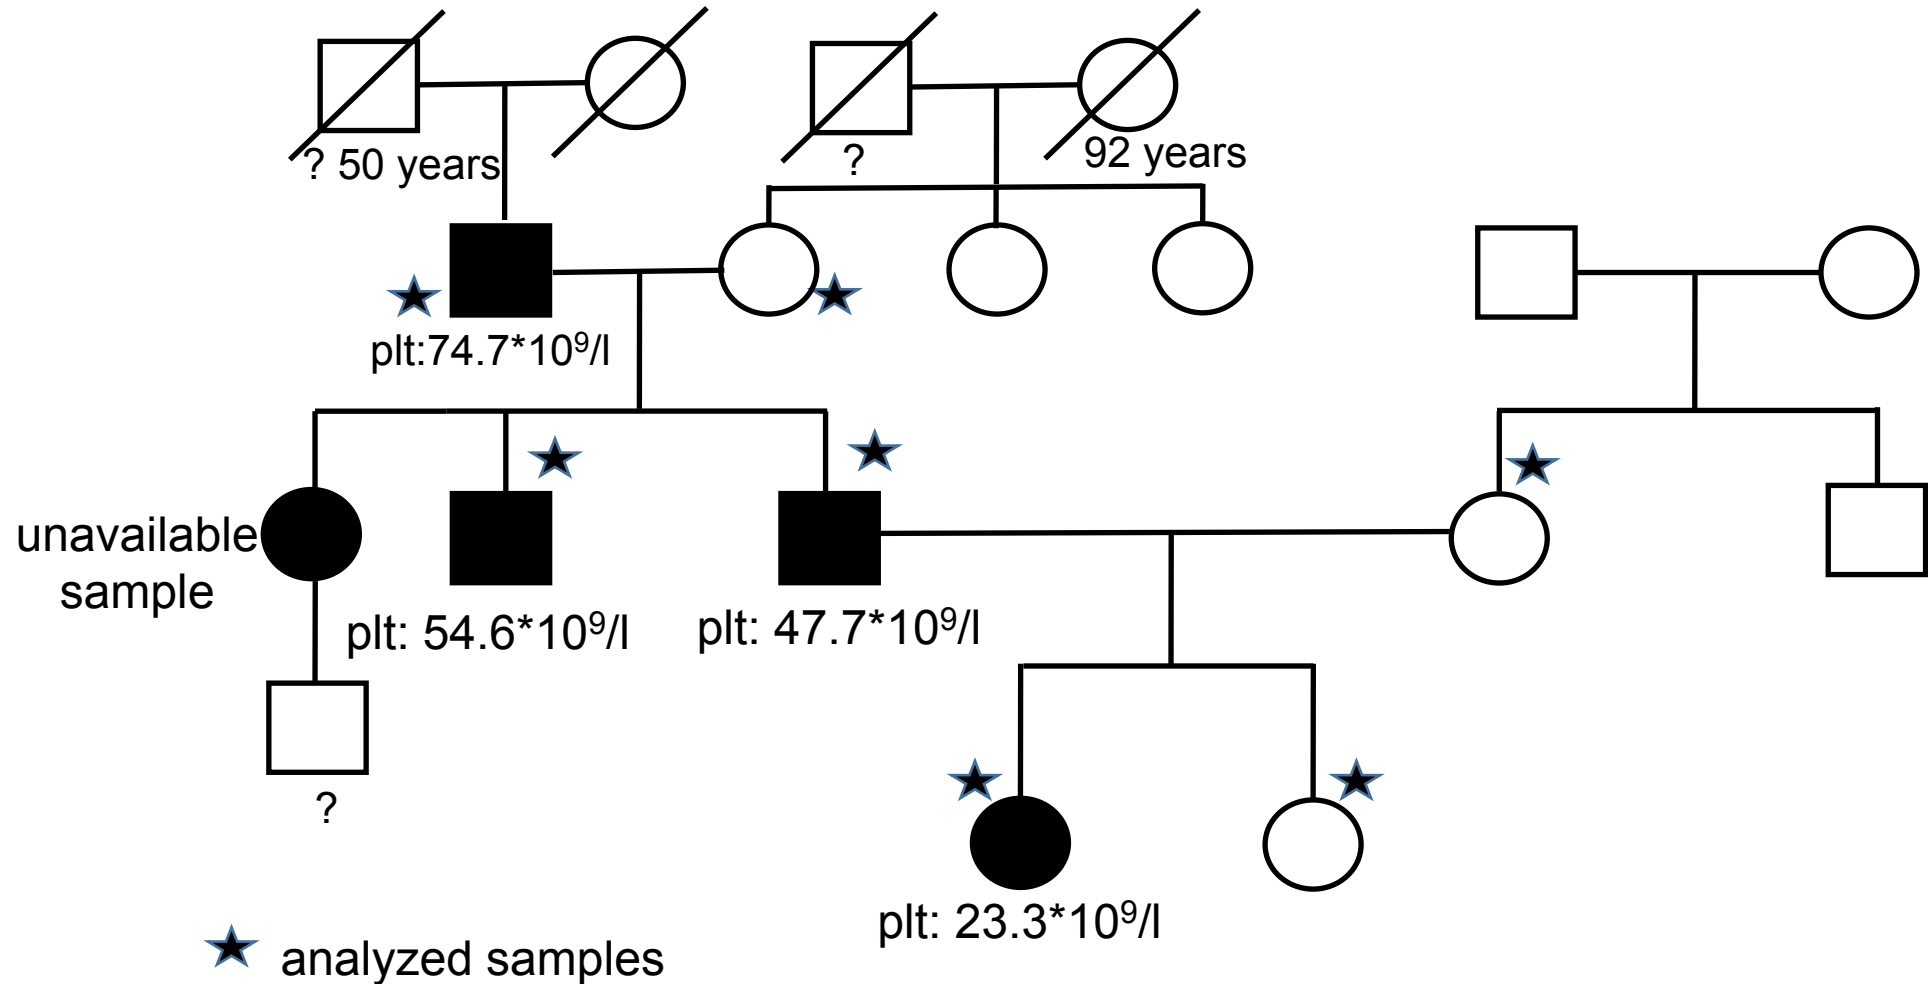 ? 50 years
?
92 years
plt:74.7*10⁹/l
unavailable
sample
plt: 54.6*10⁹/l
plt: 47.7*10⁹/l
?
plt: 23.3*10⁹/l
analyzed samples